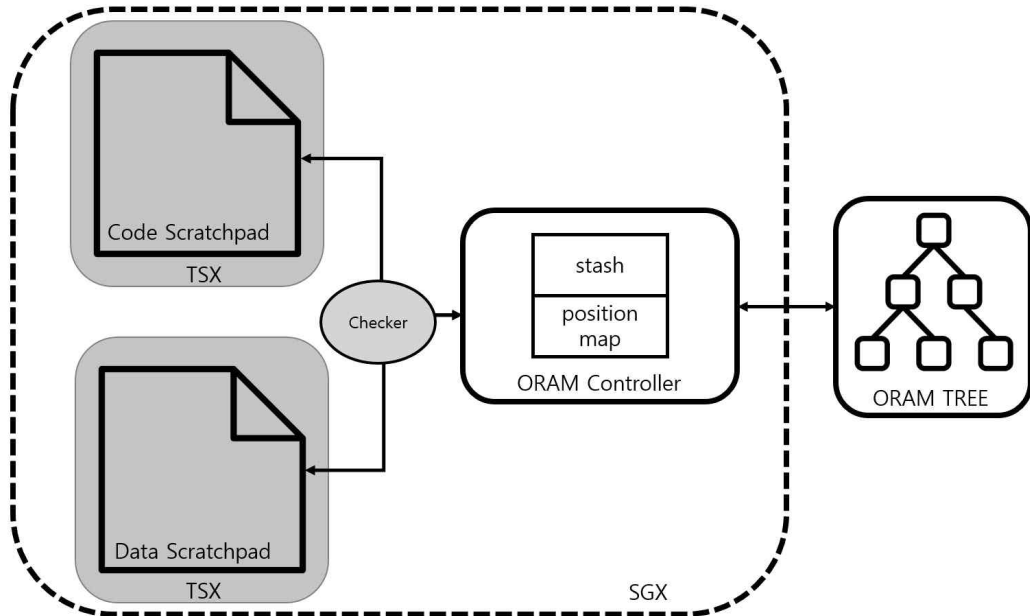 Code Scratchpad
TSX
Checker
stash
position
map
ORAM Controller
ORAM TREE
Data Scratchpad
TSX
SGX